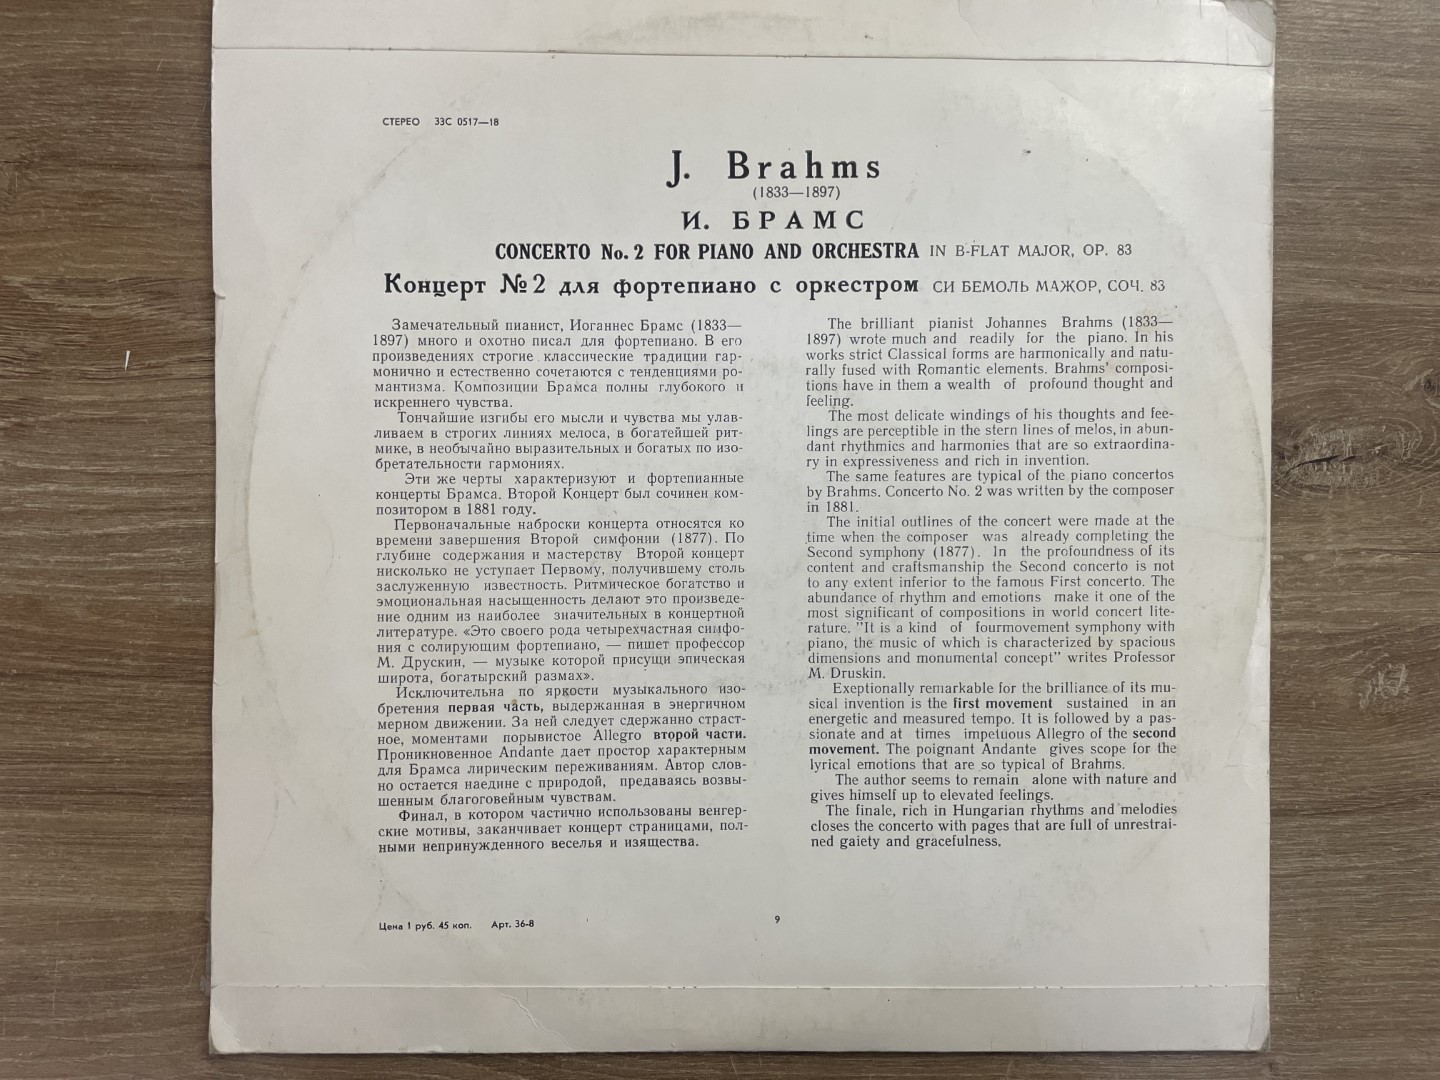 СТЕРЕО 33С 0517—18
J. Brahms
(1833—1897)
И. БРАМС
CONCERTO No. 2 FOR PIANO AND ORCHESTRA IN B-FLAT MAJOR, OP. 83
Концерт № 2 для фортепиано с оркестром СИ БЕМОЛЬ МАЖОР, СОЧ. 83
Замечательный пианист, Иоганнес Брамс (1833—
1897) много и охотно писал для фортепиано. В его
произведениях строгие классические традиции гар-
монично и естественно сочетаются с тенденциями ро-
мантизма. Композиции Брамса полны глубокого и
искреннего чувства.
Тончайшие изгибы его мысли и чувства мы улав-
ливаем в строгих линиях мелоса, в богатейшей рит-
мике, в необычайно выразительных и богатых по изо-
бретательности гармониях.
Эти же черты характеризуют и фортепианные
концерты Брамса. Второй Концерт был сочинен ком-
позитором в 1881 году.
Первоначальные наброски концерта относятся ко
времени завершения Второй симфонии (1877). По
глубине содержания и мастерству Второй концерт
нисколько не уступает Первому, получившему столь
заслуженную известность. Ритмическое богатство и
эмоциональная насыщенность делают это произведе-
ние одним из наиболее значительных в концертной
литературе. «Это своего рода четырехчастная симфо-
ния с солирующим фортепиано, — пишет профессор
М. Друскин, — музыке которой присущи эпическая
широта, богатырский размах».
Исключительна по яркости музыкального изо-
бретения первая часть, выдержанная в энергичном
мерном движении. За ней следует сдержанно страст-
ное, моментами порывистое Allegro второй части.
Проникновенное Andante дает простор характерным
для Брамса лирическим переживаниям. Автор слов-
но остается наедине с природой, предаваясь возвы-
шенным благоговейным чувствам.
Финал, в котором частично использованы венгер-
ские мотивы, заканчивает концерт страницами, пол-
ными непринужденного веселья и изящества.
The brilliant pianist Johannes Brahms (1833—
1897) wrote much and readily for the piano. In his
works strict Classical forms are harmonically and natu-
rally fused with Romantic elements. Brahms' composi-
tions have in them a wealth of profound thought and
feeling.
The most delicate windings of his thoughts and fee-
lings are perceptible in the stern lines of melos, in abun-
dant rhythmics and harmonies that are so extraordina-
ry in expressiveness and rich in invention.
The same features are typical of the piano concertos
by Brahms. Concerto No. 2 was written by the composer
in 1881.
The initial outlines of the concert were made at the
time when the composer was already completing the
Second symphony (1877). In the profoundness of its
content and craftsmanship the Second concerto is not
to any extent inferior to the famous First concerto. The
abundance of rhythm and emotions make it one of the
most significant of compositions in world concert lite-
rature. "It is a kind of fourmovement symphony with
piano, the music of which is characterized by spacious
dimensions and monumental concept" writes Professor
M. Druskin.
Exeptionally remarkable for the brilliance of its mu-
sical invention is the first movement sustained in an
energetic and measured tempo. It is followed by a pas-
sionate and at times impetuous Allegro of the second
movement. The poignant Andante gives scope for the
lyrical emotions that are so typical of Brahms.
The author seems to remain alone with nature and
gives himself up to elevated feelings.
The finale, rich in Hungarian rhythms and melodies
closes the concerto with pages that are full of unrestrai-
ned gaiety and gracefulness.
Цена 1 руб. 45 коп. Арт. 36-8
9